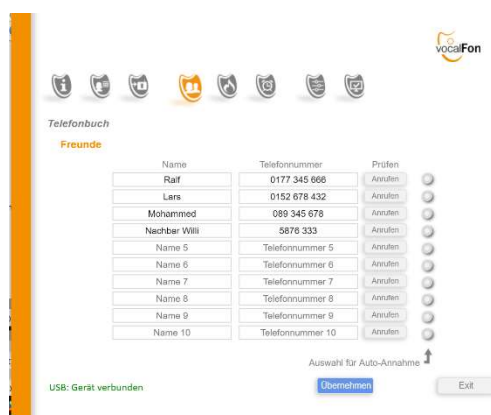 vocalFon
Telefonbuch
Freunde
Name Telefonnummer Prüfen
Ralf 0177 345 666 Anrufen
Lars 0152 678 432 Anrufen
Mohammed 089 345 678 Anrufen
Nachbar Willi 5876 333 Anrufen
Name 5 Telefonnummer 5 Anrufen
Name 6 Telefonnummer 6 Anrufen
Name 7 Telefonnummer 7 Anrufen
Name 8 Telefonnummer 8 Anrufen
Name 9 Telefonnummer 9 Anrufen
Name 10 Telefonnummer 10 Anrufen
Auswahl für Auto-Annahme
USB: Gerät verbunden Übernehmen Exit